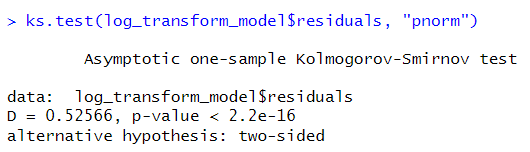 > ks.test(log_transform_model$residuals, "pnorm")
Asymptotic one-sample Kolmogorov-Smirnov test
data:  log_transform_model$residuals
D = 0.52566, p-value < 2.2e-16
alternative hypothesis: two-sided